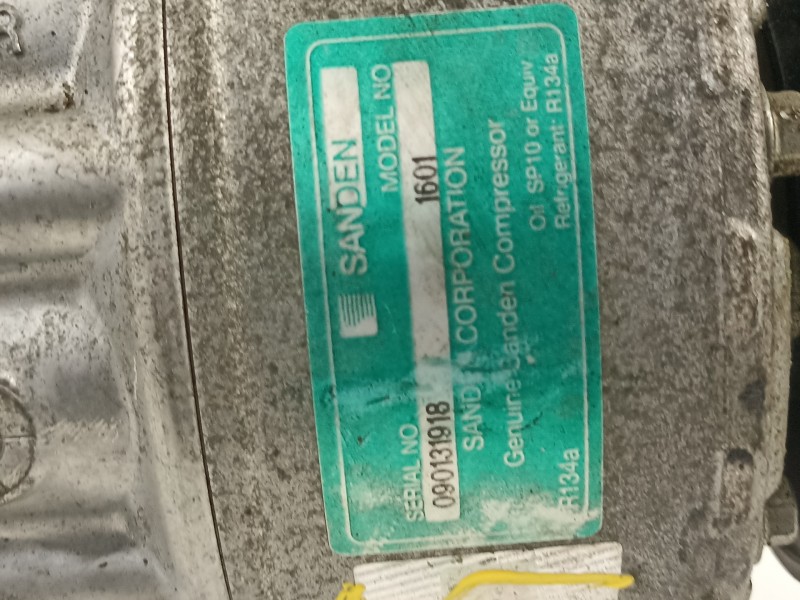 SANDEN
MODEL NO
SERIAL NO
1601
090131918
SANDEN CORPORATION
Genuine Sanden Compressor
Oil SP10 or Equiv
R134a
Refrigerant R134a
R